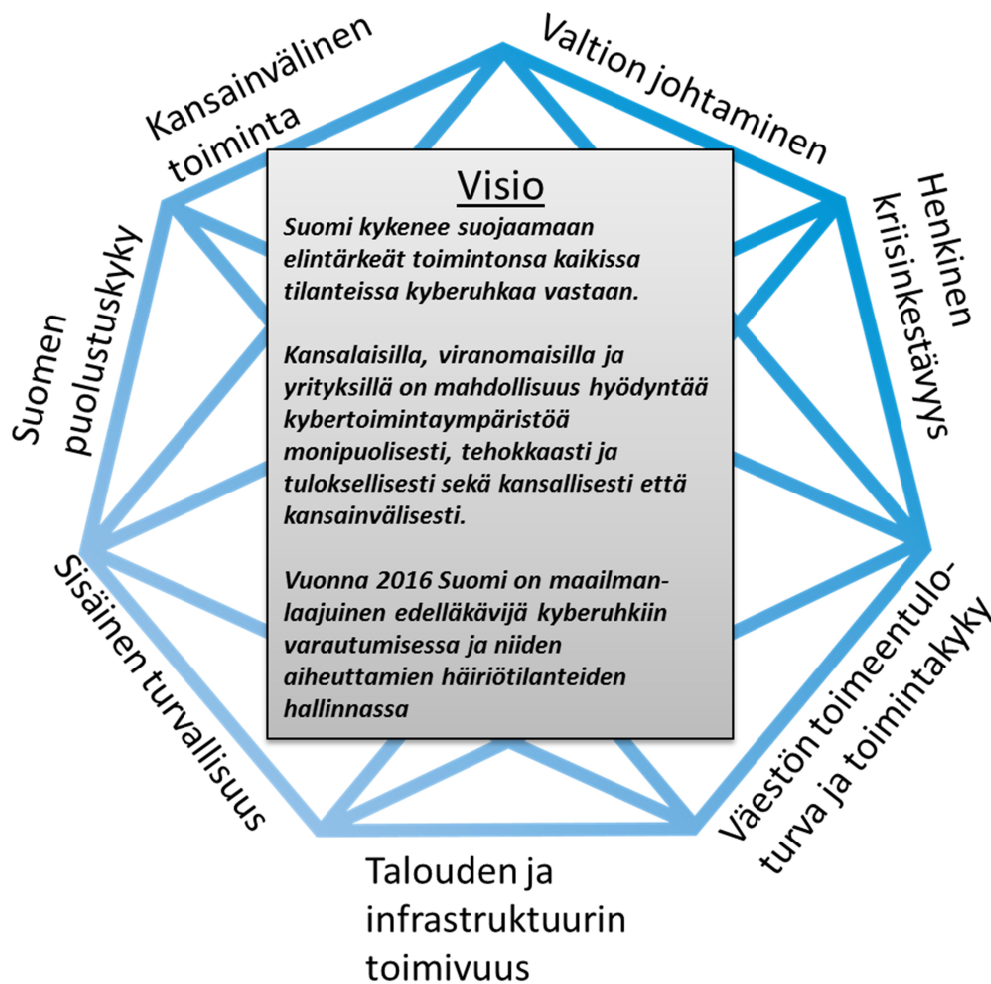 Kansainvälinen
toiminta
Valtion johtaminen
Henkinen
kriisinkestävyys
Suomen
puolustuskyky
Visio
Suomi kykenee suojaamaan
elintärkeät toimintonsa kaikissa
tilanteissa kyberuhkaa vastaan.
Kansalaisilla, viranomaisilla ja
yrityksillä on mahdollisuus hyödyntää
kybertoimintaympäristöä
monipuolisesti, tehokkaasti ja
tuloksellisesti sekä kansallisesti että
kansainvälisesti.
Vuonna 2016 Suomi on maailman-
laajuinen edelläkävijä kyberuhkiin
varautumisessa ja niiden
aiheuttamien häiriötilanteiden
hallinnassa
Sisäinen turvallisuus
Väestön toimeentulo-
turva ja toimintakyky
Talouden ja
infrastruktuurin
toimivuus